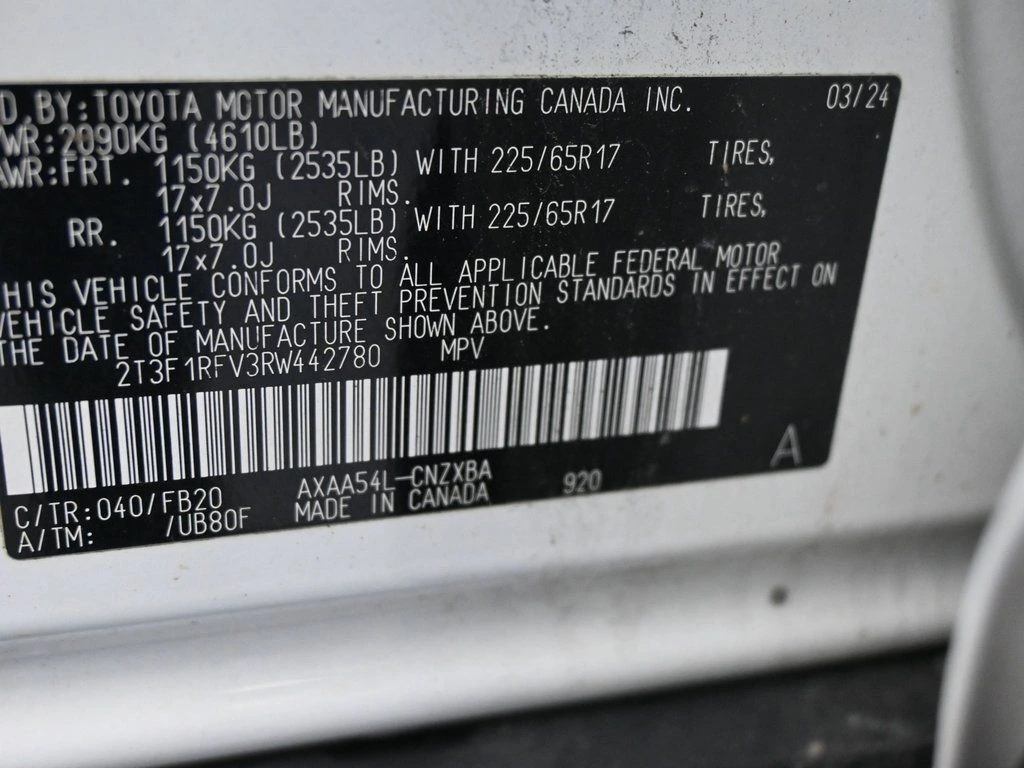 D.BY:TOYOTA MOTOR MANUFACTURING CANADA INC. 03/24
WR:2090KG (4610LB)
AWR:FRT. 1150KG (2535LB) WITH 225/65R17 TIRES,
17x7.0J RIMS.
RR. 1150KG (2535LB) WITH 225/65R17 TIRES,
17x7.0J RIMS.
THIS VEHICLE CONFORMS TO ALL APPLICABLE FEDERAL MOTOR
VEHICLE SAFETY AND THEFT PREVENTION STANDARDS IN EFFECT ON
THE DATE OF MANUFACTURE SHOWN ABOVE.
2T3F1RFV3RW442780 MPV
A
C/TR:040/FB20 AXAA54L-CNZXBA 920
A/TM: /UB80F MADE IN CANADA